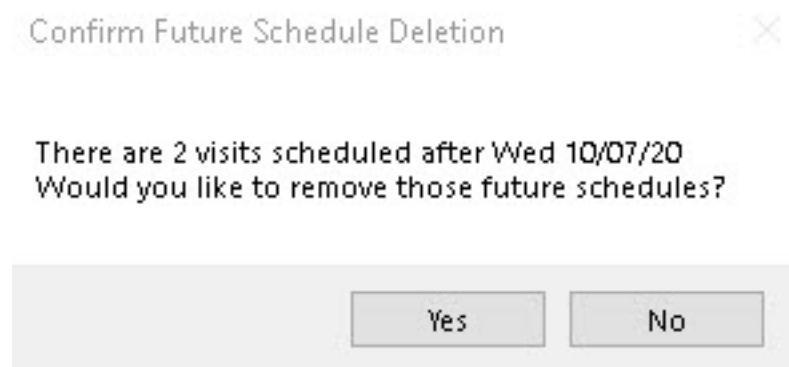 Confirm Future Schedule Deletion
There are 2 visits scheduled after Wed 10/07/20
Would you like to remove those future schedules?
Yes
No